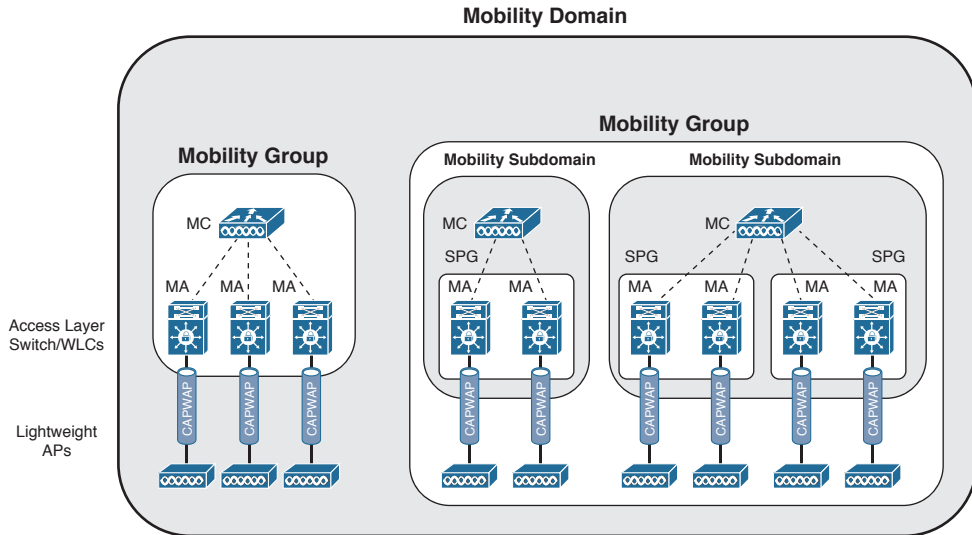 Mobility Domain
Mobility Group
Mobility Group
Mobility Subdomain
Mobility Subdomain
MC
MC
MC
SPG
SPG
SPG
MA
MA
MA
MA
MA
MA
MA
MA
MA
Access Layer
Switch/WLCs
CAPWAP
CAPWAP
CAPWAP
CAPWAP
CAPWAP
CAPWAP
CAPWAP
CAPWAP
CAPWAP
Lightweight
APs